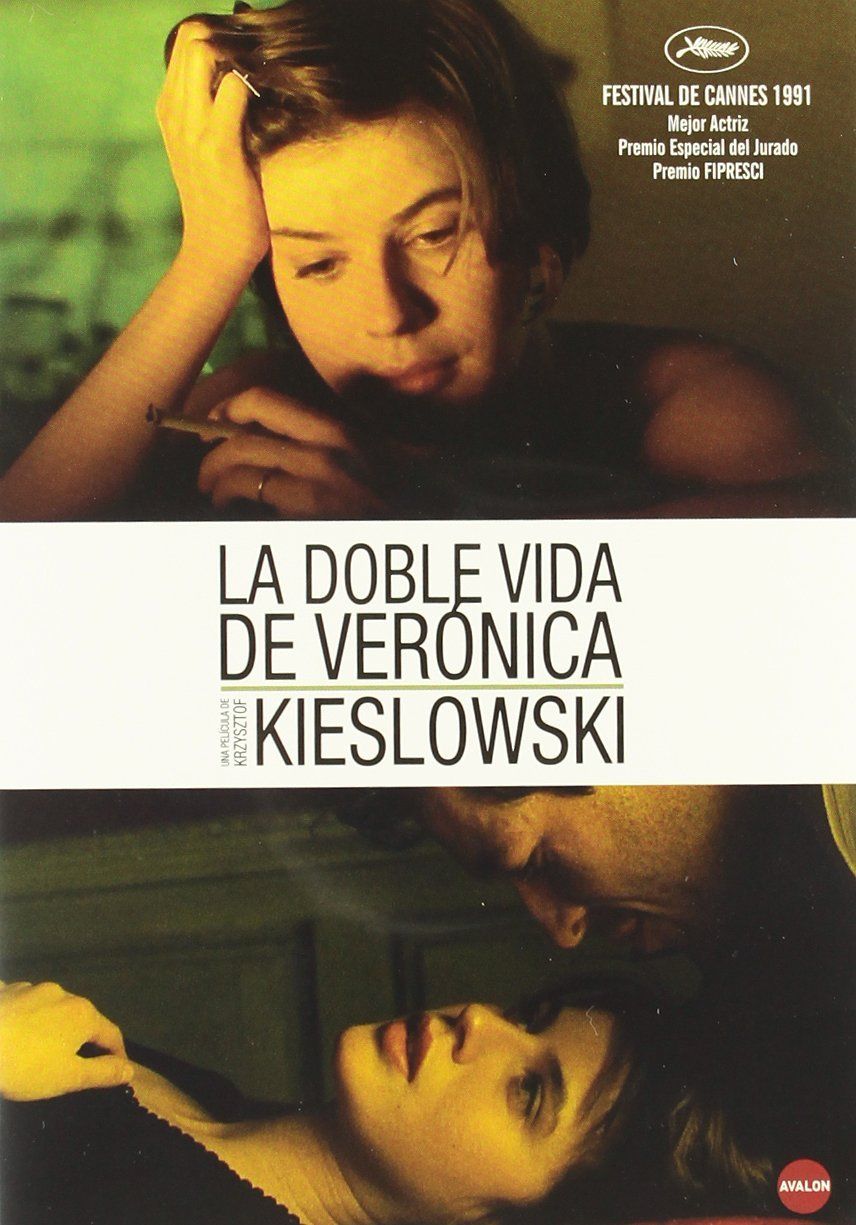 FESTIVAL DE CANNES 1991
Mejor Actriz
Premio Especial del Jurado
Premio FIPRESCI
LA DOBLE VIDA
DE VERÓNICA
UNA PELÍCULA DE
KRZYSZTOF
KIESLOWSKI
AVALON